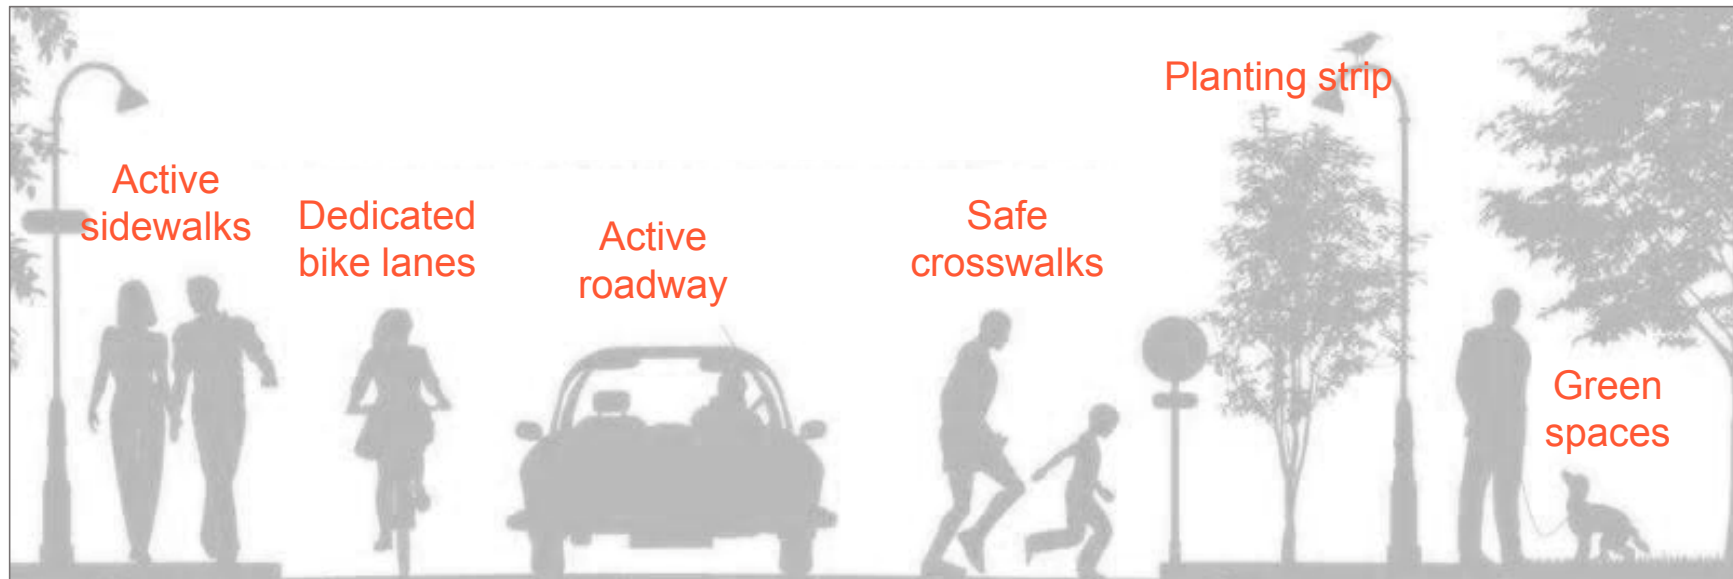 Active
sidewalks
Dedicated
bike lanes
Active
roadway
Safe
crosswalks
Planting strip
Green
spaces